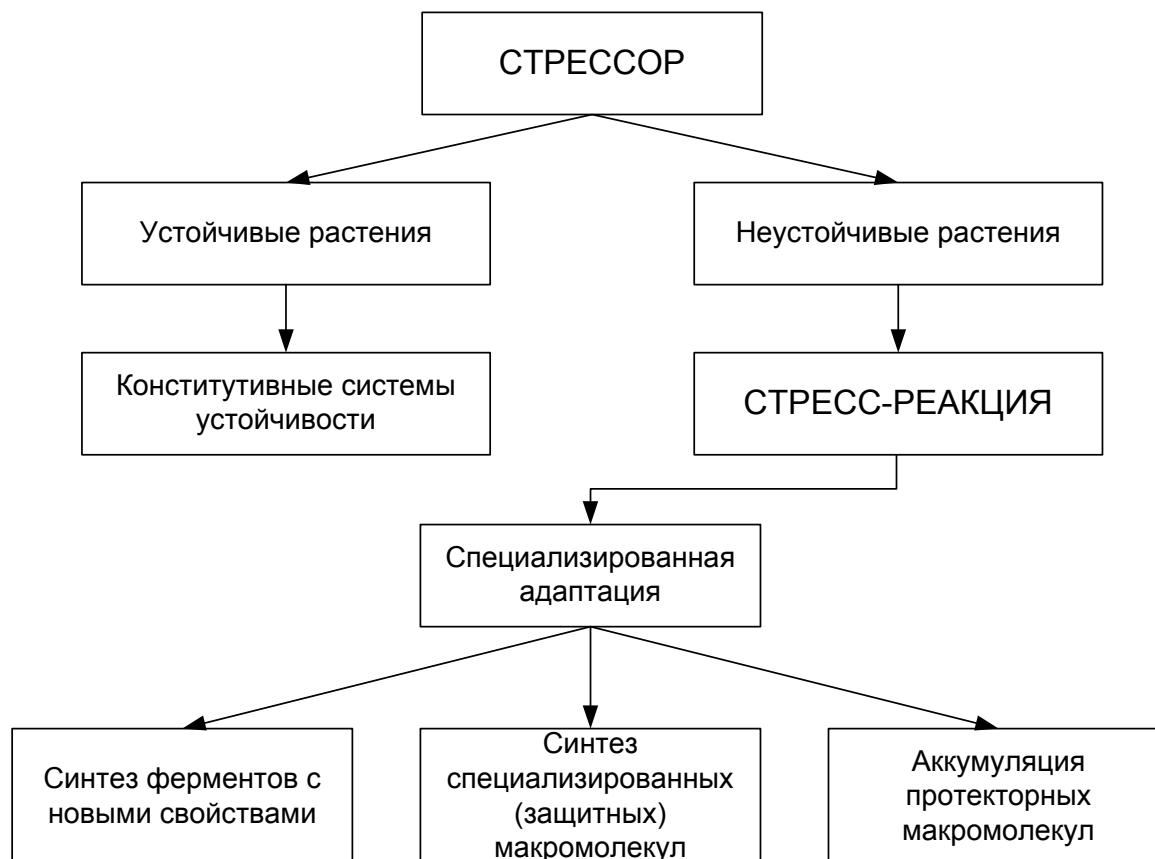 СТРЕССОР
Устойчивые растения
Неустойчивые растения
Конститутивные системы
устойчивости
СТРЕСС-РЕАКЦИЯ
Специализированная
адаптация
Синтез ферментов с
новыми свойствами
Синтез
специализированных
(защитных)
макромолекул
Аккумуляция
протекторных
макромолекул